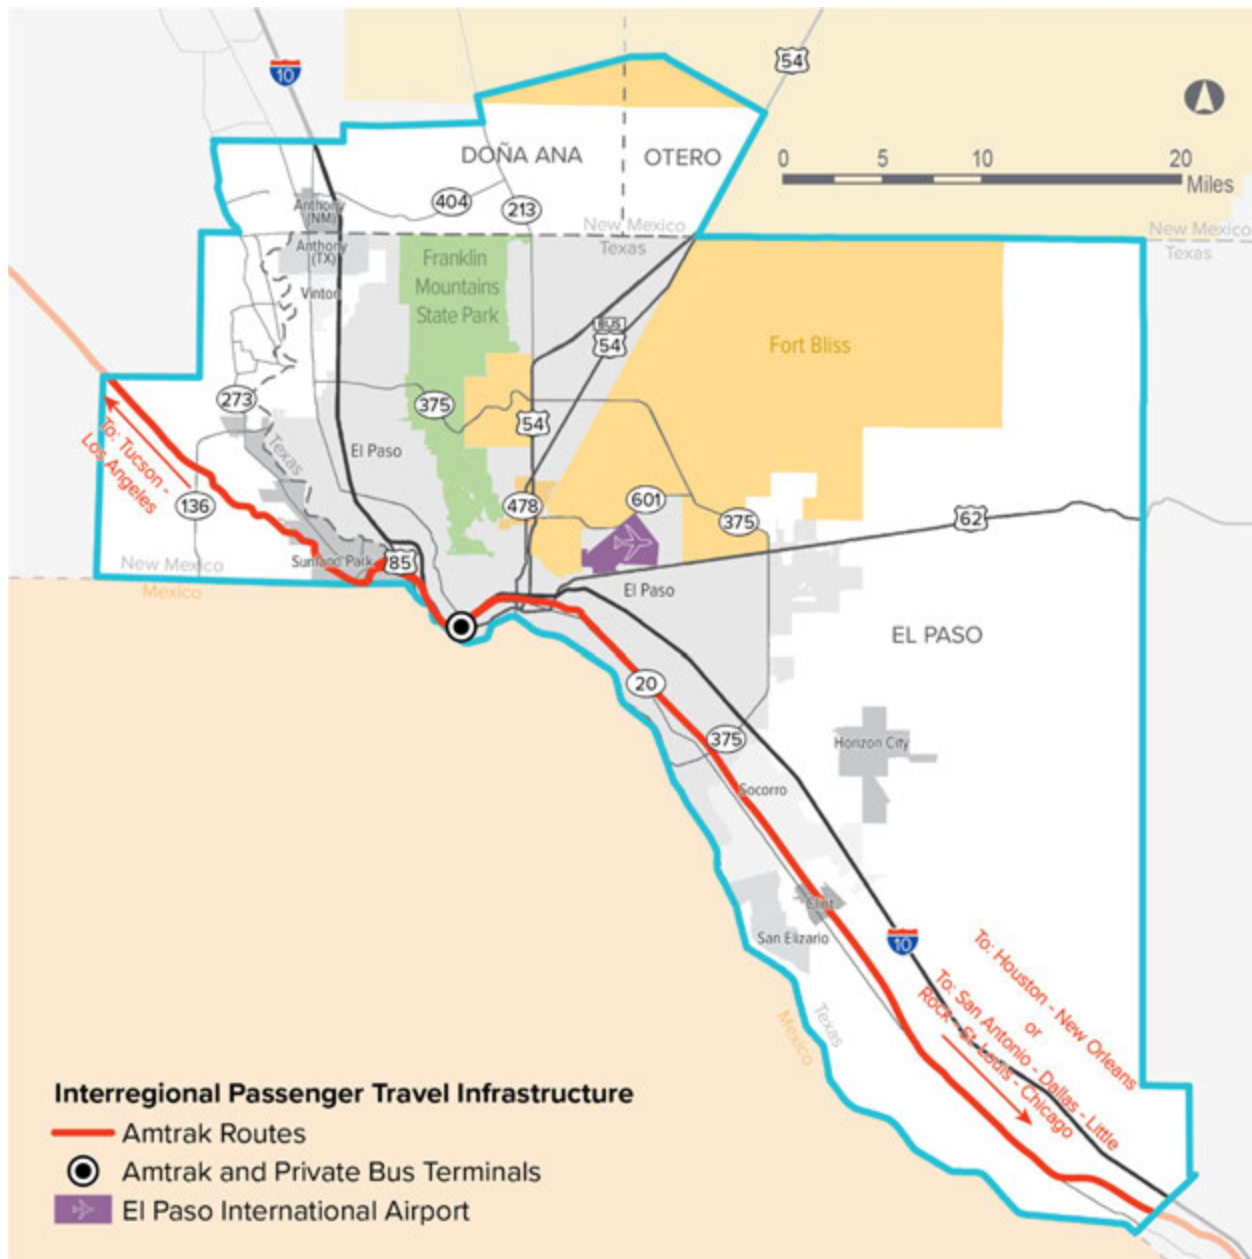 10
54
0 5 10 20
Miles
DOÑA ANA
OTERO
404
213
Anthony
(NM)
New Mexico
Texas
New Mexico
Texas
Anthony
(TX)
Vinton
Franklin
Mountains
State Park
BUS
54
Fort Bliss
273
375
54
To: Tucson -
Los Angeles
Texas
El Paso
136
478
601
375
62
New Mexico
Mexico
Sunland Park
85
El Paso
EL PASO
20
375
Horizon City
Socorro
Clint
San Elizario
10
Mexico
Texas
To: Houston - New Orleans
or
To: San Antonio - Dallas - Little
Rock - St. Louis - Chicago
Interregional Passenger Travel Infrastructure
Amtrak Routes
Amtrak and Private Bus Terminals
El Paso International Airport